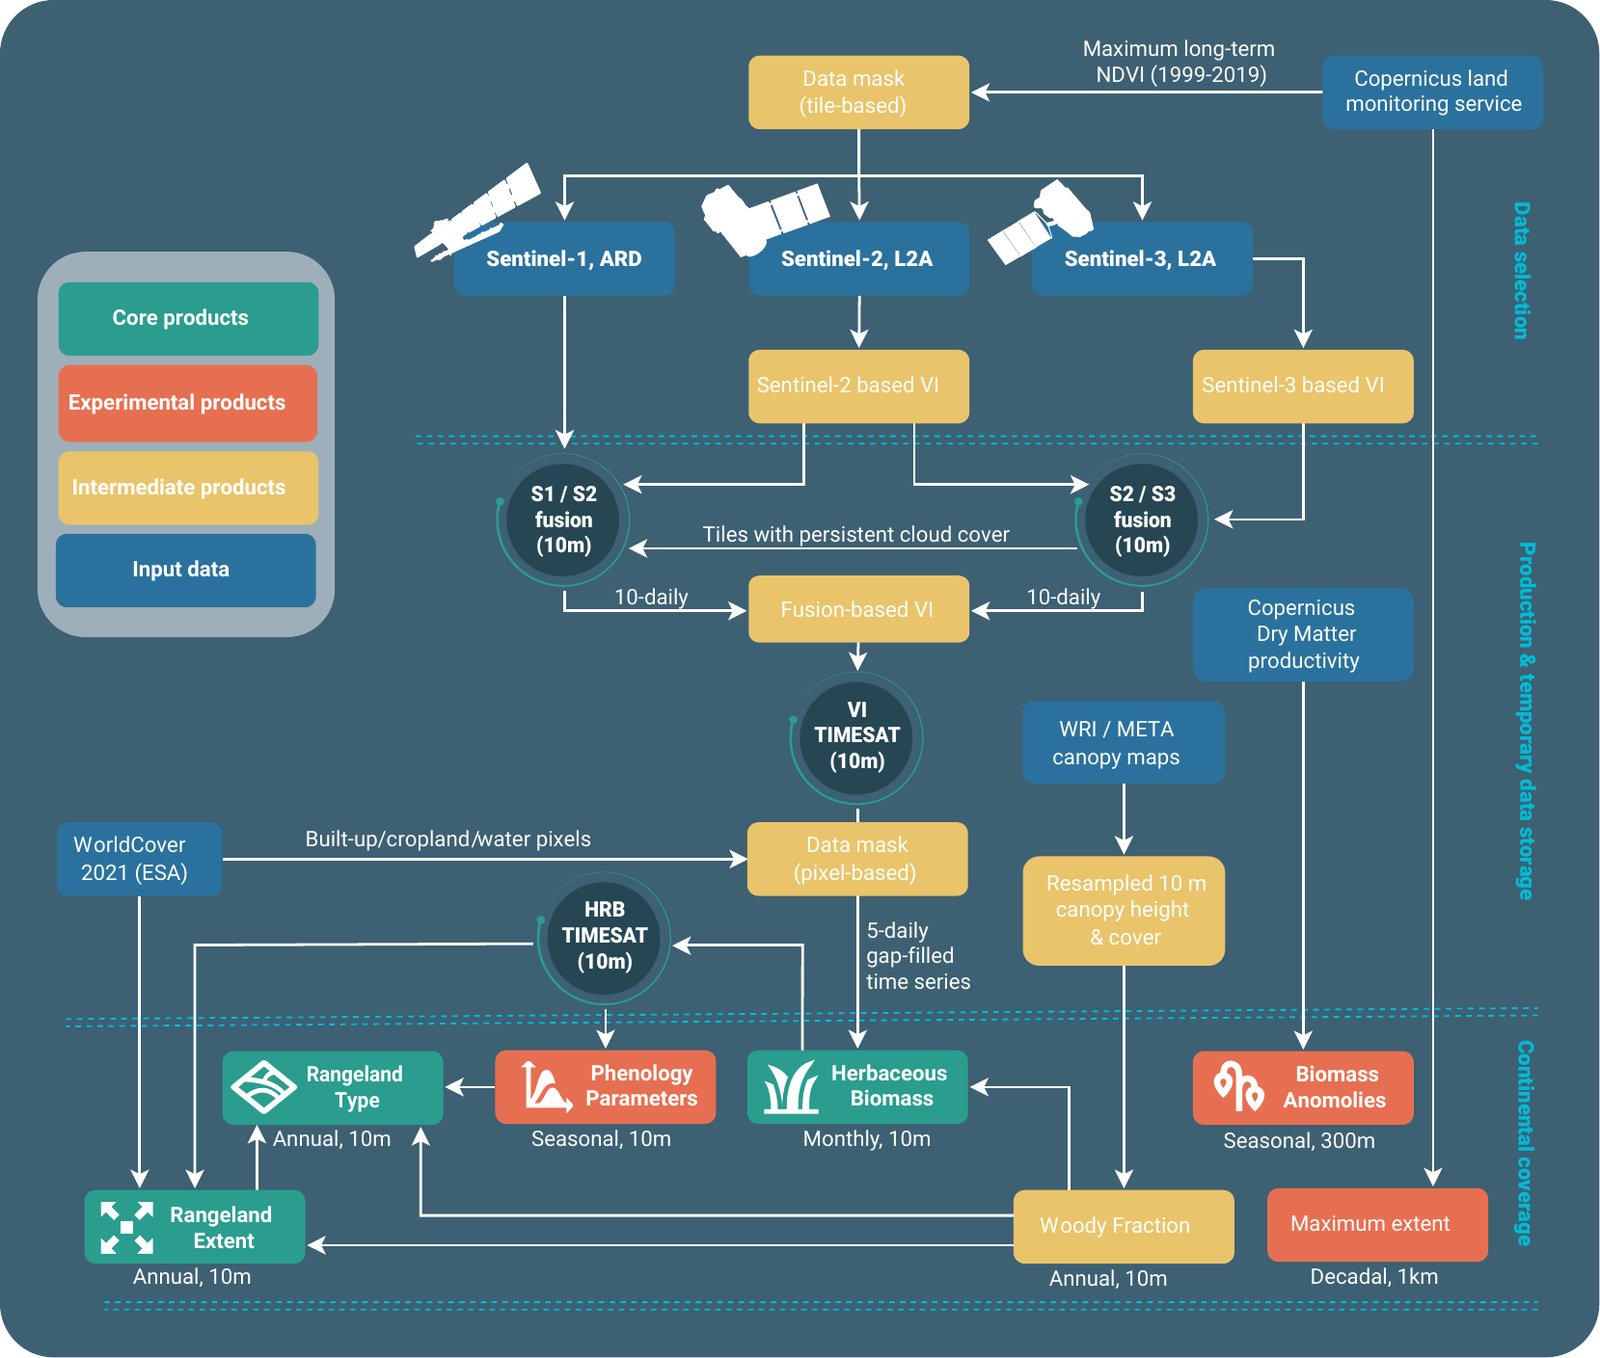 Maximum long-term
NDVI (1999-2019)
Data mask
(tile-based)
Copernicus land
monitoring service
Sentinel-1, ARD
Sentinel-2, L2A
Sentinel-3, L2A
Data selection
Core products
Experimental products
Intermediate products
Input data
Sentinel-2 based VI
Sentinel-3 based VI
S1 / S2
fusion
(10m)
S2 / S3
fusion
(10m)
Tiles with persistent cloud cover
10-daily
Fusion-based VI
10-daily
Copernicus
Dry Matter
productivity
Production & temporary data storage
VI
TIMESAT
(10m)
WRI / META
canopy maps
WorldCover
2021 (ESA)
Built-up/cropland/water pixels
Data mask
(pixel-based)
Resampled 10 m
canopy height
& cover
HRB
TIMESAT
(10m)
5-daily
gap-filled
time series
Rangeland
Type
Annual, 10m
Phenology
Parameters
Seasonal, 10m
Herbaceous
Biomass
Monthly, 10m
Biomass
Anomolies
Seasonal, 300m
Continental coverage
Rangeland
Extent
Annual, 10m
Woody Fraction
Annual, 10m
Maximum extent
Decadal, 1km